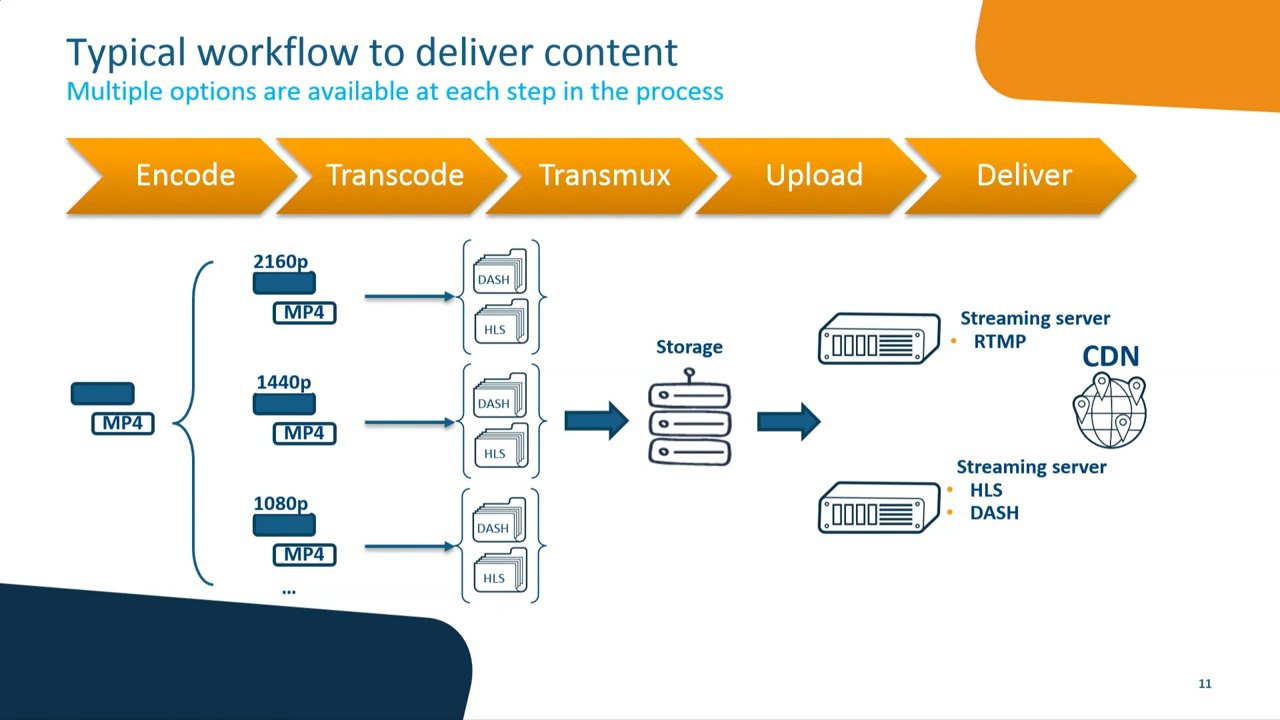 Typical workflow to deliver content
Multiple options are available at each step in the process
Encode
Transcode
Transmux
Upload
Deliver
MP4
2160p
MP4
1440p
MP4
1080p
MP4
...
DASH
HLS
DASH
HLS
DASH
HLS
Storage
Streaming server
• RTMP
CDN
Streaming server
• HLS
• DASH
11